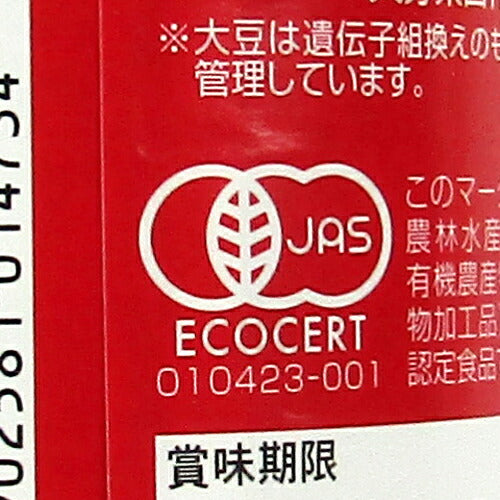 ※大豆は遺伝子組換えのも
管理しています。
JAS
ECOCERT
010423-001
このマー
農林水産
有機農産
物加工品
認定食品
賞味期限